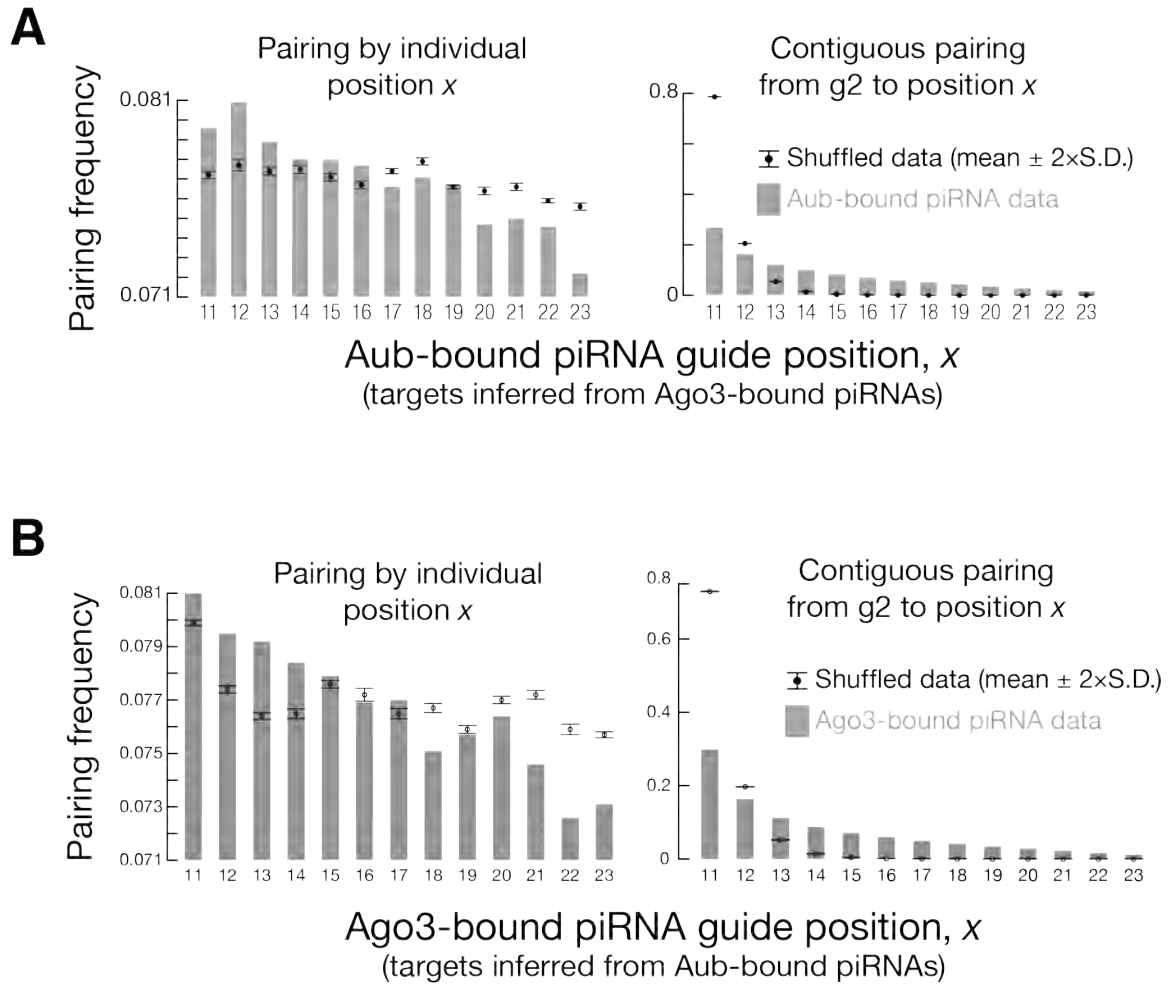 A
Pairing by individual
position x
Pairing frequency
0.081
0.071
11 12 13 14 15 16 17 18 19 20 21 22 23
Contiguous pairing
from g2 to position x
0.8
0
Shuffled data (mean ± 2×S.D.)
Aub-bound piRNA data
11 12 13 14 15 16 17 18 19 20 21 22 23
Aub-bound piRNA guide position, x
(targets inferred from Ago3-bound piRNAs)
B
Pairing by individual
position x
Pairing frequency
0.081
0.079
0.077
0.075
0.073
0.071
11 12 13 14 15 16 17 18 19 20 21 22 23
Contiguous pairing
from g2 to position x
0.8
0.6
0.4
0.2
0
Shuffled data (mean ± 2×S.D.)
Ago3-bound piRNA data
11 12 13 14 15 16 17 18 19 20 21 22 23
Ago3-bound piRNA guide position, x
(targets inferred from Aub-bound piRNAs)